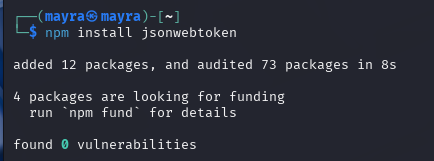 ┌──(mayra㉿mayra)-[~]
└─$ npm install jsonwebtoken
added 12 packages, and audited 73 packages in 8s
4 packages are looking for funding
  run `npm fund` for details
found 0 vulnerabilities